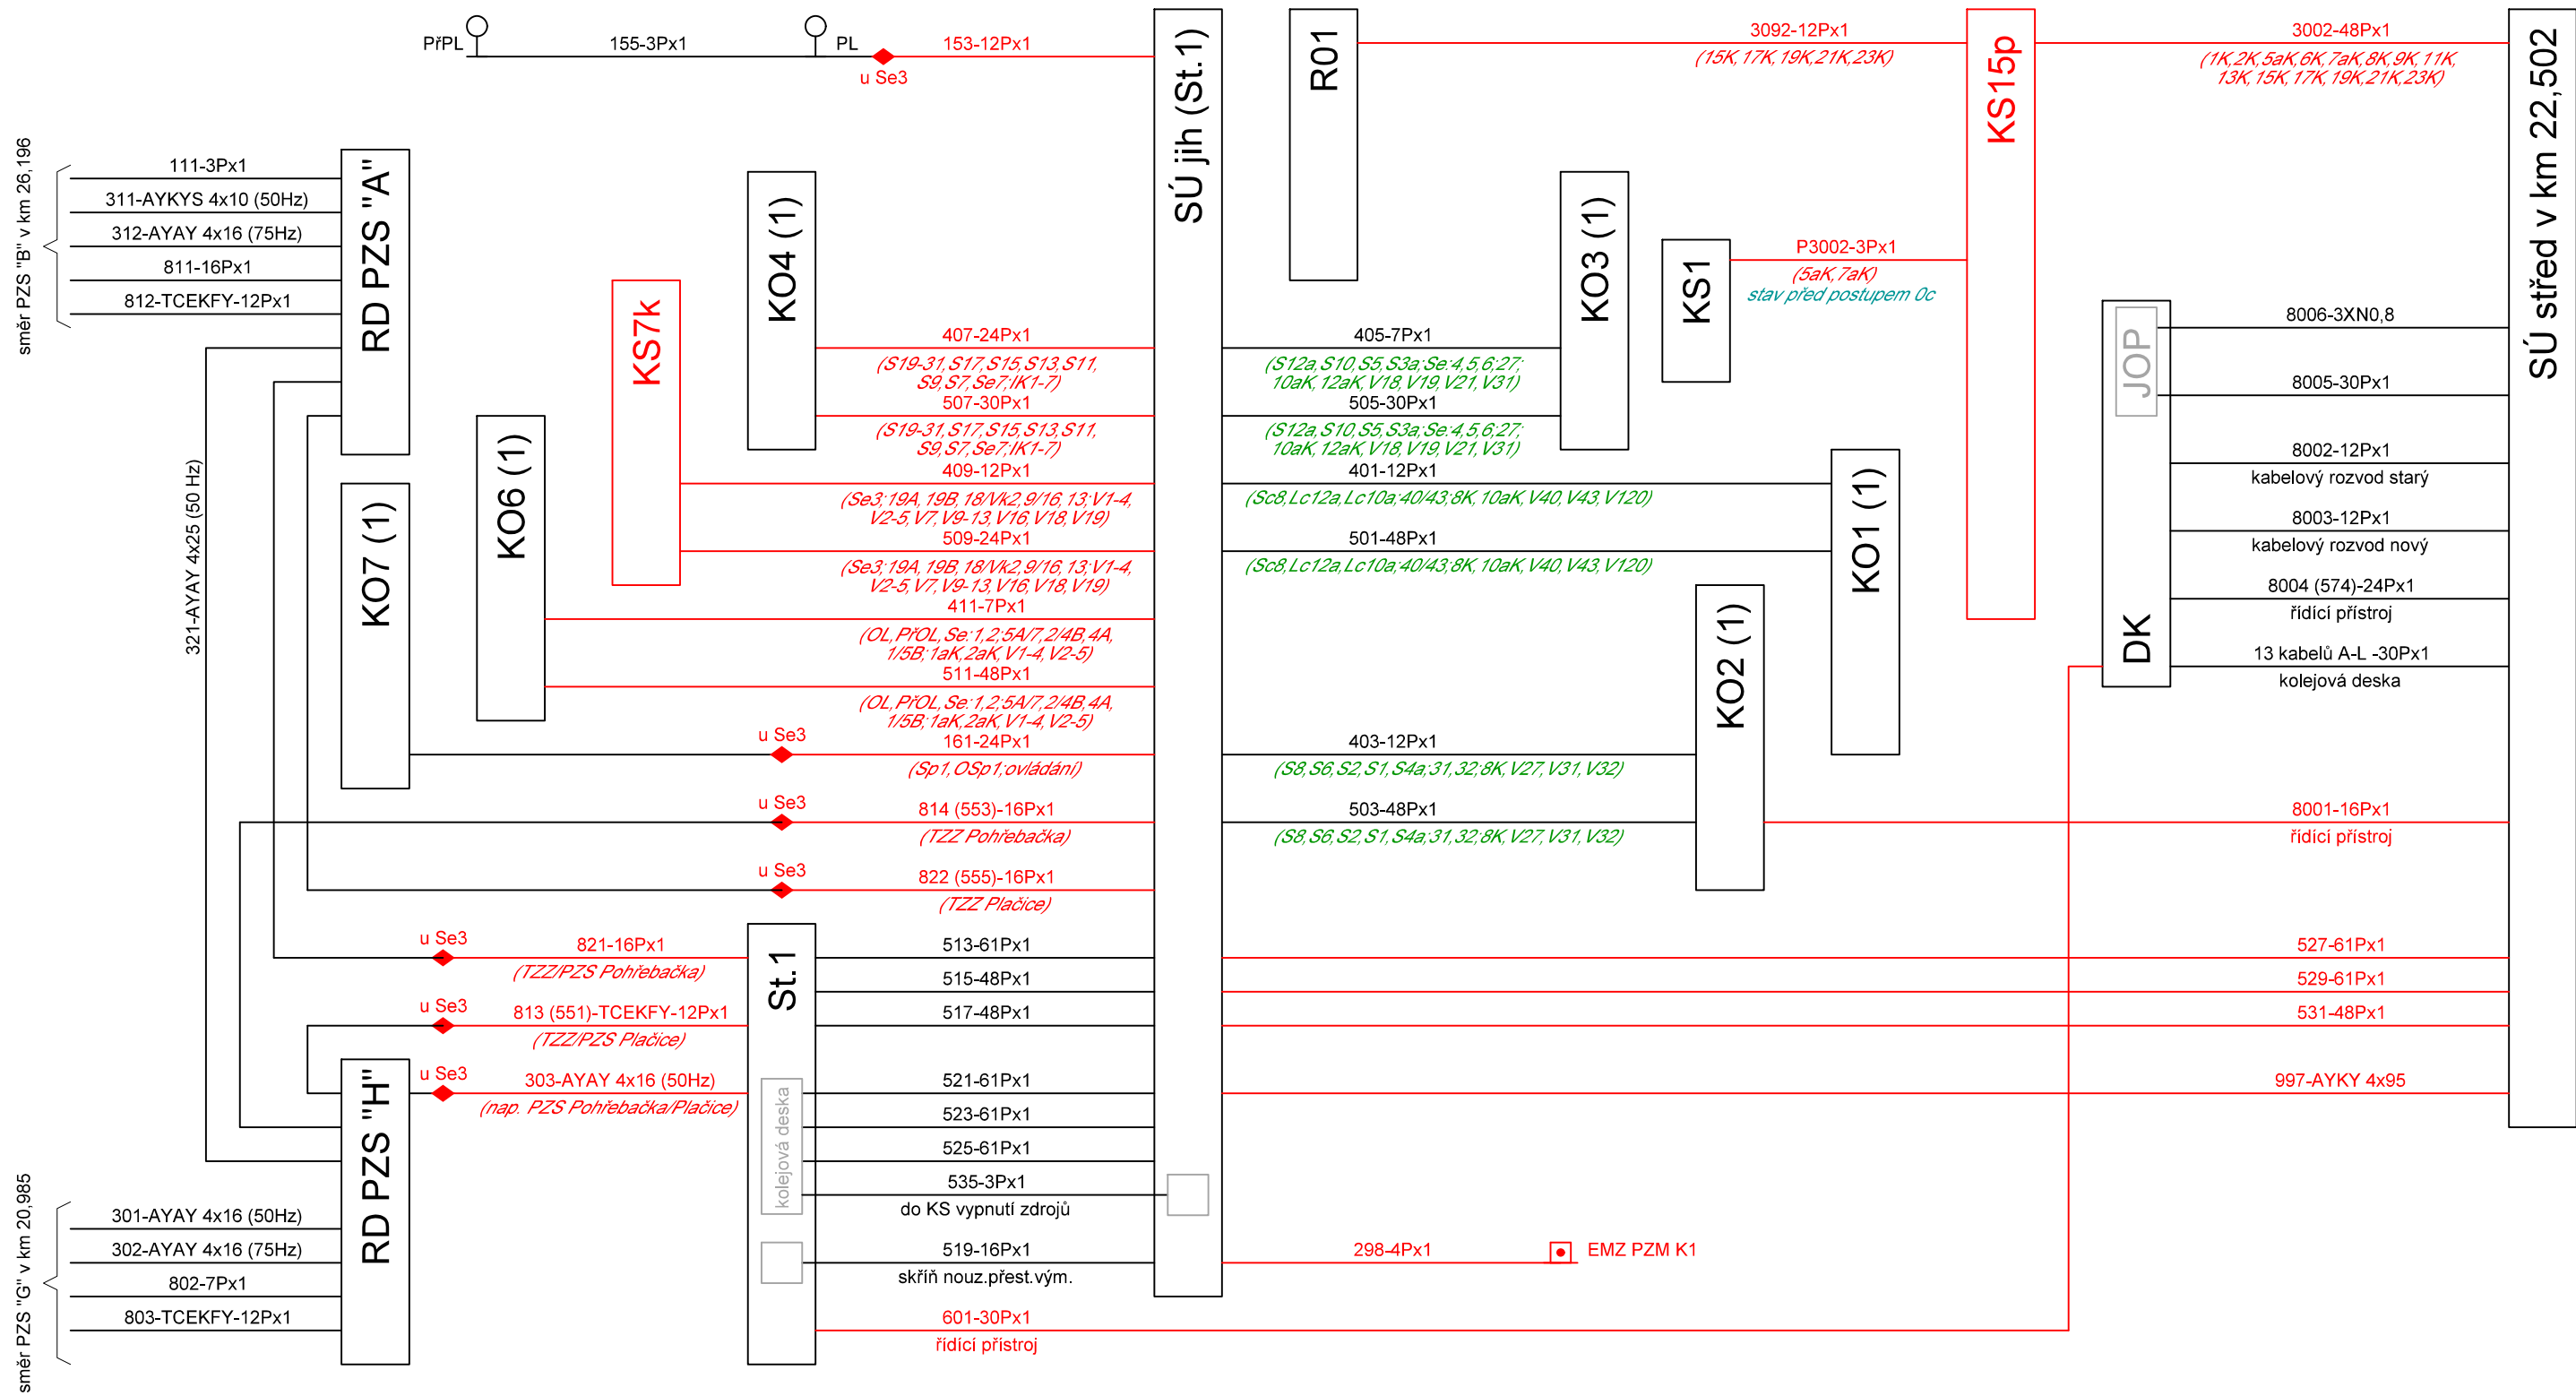 PřPL
155-3Px1
PL
u Se3
153-12Px1
SÚ jih (St.1)
R01
3092-12Px1
(15K,17K,19K,21K,23K)
KS15p
3002-48Px1
(1K,2K,5aK,6K,7aK,8K,9K,11K,
13K,15K,17K,19K,21K,23K)
SÚ střed v km 22,502
směr PZS "B" v km 26,196
111-3Px1
311-AYKYS 4x10 (50Hz)
312-AYAY 4x16 (75Hz)
811-16Px1
812-TCEKFY-12Px1
RD PZS "A"
KO4 (1)
KO3 (1)
KS1
P3002-3Px1
(5aK,7aK)
stav před postupem 0c
KS7k
KO6 (1)
KO7 (1)
321-AYAY 4x25 (50 Hz)
407-24Px1
(S19-31,S17,S15,S13,S11,
S9,S7,Se7;IK1-7)
507-30Px1
(S19-31,S17,S15,S13,S11,
S9,S7,Se7;IK1-7)
409-12Px1
(Se3;19A,19B,18/Vk2,9/16,13;V1-4,
V2-5,V7,V9-13,V16,V18,V19)
509-24Px1
(Se3;19A,19B,18/Vk2,9/16,13;V1-4,
V2-5,V7,V9-13,V16,V18,V19)
411-7Px1
(OL,PřOL,Se:1,2;5A/7,2/4B,4A,
1/5B;1aK,2aK,V1-4,V2-5)
511-48Px1
(OL,PřOL,Se:1,2;5A/7,2/4B,4A,
1/5B;1aK,2aK,V1-4,V2-5)
u Se3
161-24Px1
(Sp1,OSp1;ovládání)
u Se3
814 (553)-16Px1
(TZZ Pohřebačka)
u Se3
822 (555)-16Px1
(TZZ Plačice)
405-7Px1
(S12a,S10,S5,S3a;Se:4,5,6;27;
10aK,12aK,V18,V19,V21,V31)
505-30Px1
(S12a,S10,S5,S3a;Se:4,5,6;27;
10aK,12aK,V18,V19,V21,V31)
401-12Px1
(Sc8,Lc12a,Lc10a;40/43;8K,10aK,V40,V43,V120)
501-48Px1
(Sc8,Lc12a,Lc10a;40/43;8K,10aK,V40,V43,V120)
403-12Px1
(S8,S6,S2,S1,S4a;31,32;8K,V27,V31,V32)
503-48Px1
(S8,S6,S2,S1,S4a;31,32;8K,V27,V31,V32)
KO1 (1)
KO2 (1)
JOP
DK
8006-3XN0,8
8005-30Px1
8002-12Px1
kabelový rozvod starý
8003-12Px1
kabelový rozvod nový
8004 (574)-24Px1
řídící přístroj
13 kabelů A-L -30Px1
kolejová deska
8001-16Px1
řídící přístroj
u Se3
821-16Px1
(TZZ/PZS Pohřebačka)
u Se3
813 (551)-TCEKFY-12Px1
(TZZ/PZS Plačice)
u Se3
303-AYAY 4x16 (50Hz)
(nap. PZS Pohřebačka/Plačice)
St.1
kolejová deska
513-61Px1
515-48Px1
517-48Px1
521-61Px1
523-61Px1
525-61Px1
535-3Px1
do KS vypnutí zdrojů
519-16Px1
skříň nouz.přest.vým.
601-30Px1
řídící přístroj
527-61Px1
529-61Px1
531-48Px1
997-AYKY 4x95
298-4Px1
EMZ PZM K1
RD PZS "H"
směr PZS "G" v km 20,985
301-AYAY 4x16 (50Hz)
302-AYAY 4x16 (75Hz)
802-7Px1
803-TCEKFY-12Px1